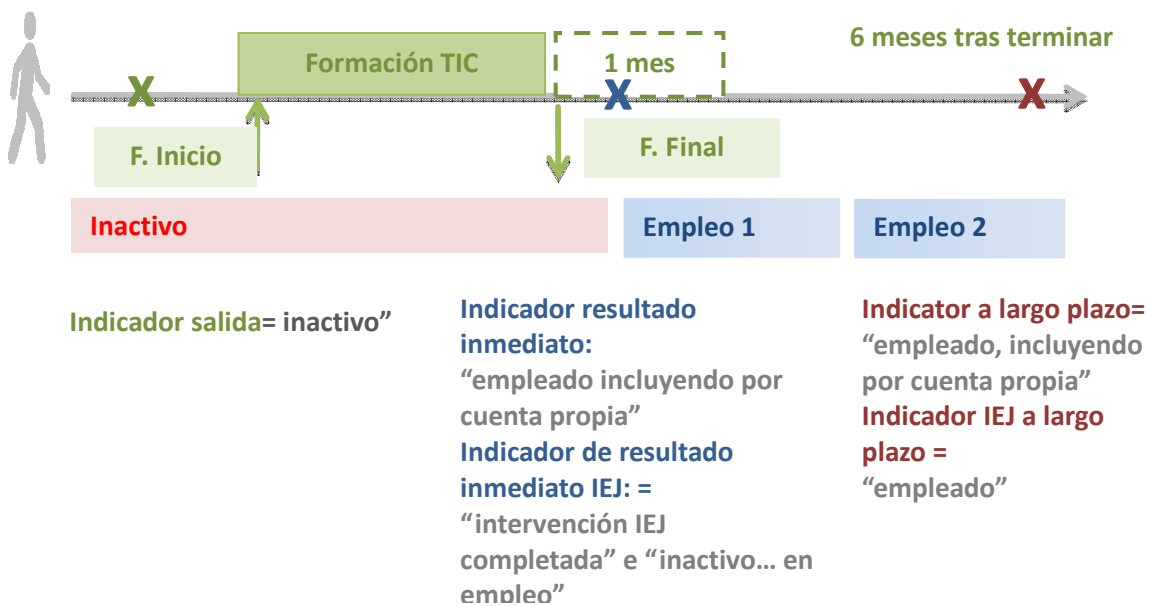 6 meses tras terminar
Formación TIC
1 mes
X
X
X
F. Inicio
F. Final
Inactivo
Empleo 1
Empleo 2
Indicador salida= inactivo”
Indicador resultado
inmediato:
“empleado incluyendo por
cuenta propia”
Indicador de resultado
inmediato IEJ: =
“intervención IEJ
completada” e “inactivo… en
empleo”
Indicator a largo plazo=
“empleado, incluyendo
por cuenta propia”
Indicador IEJ a largo
plazo =
“empleado”